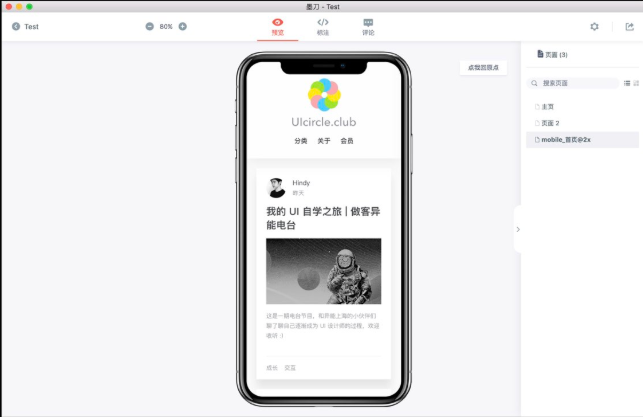 墨刀 - Test
Test
80%
预览
标注
评论
点我的原点
页面 (3)
搜索页面
主页
页面 2
mobile_首页@2x
UIcircle.club
分类 关于 会员
Hindy
昨天
我的 UI 自学之旅 | 做客异
能电台
这是一期电台节目，和异能上海的小伙伴们
聊了聊自己逐渐成为 UI 设计师的过程，欢迎
收听 :)
成长 交互